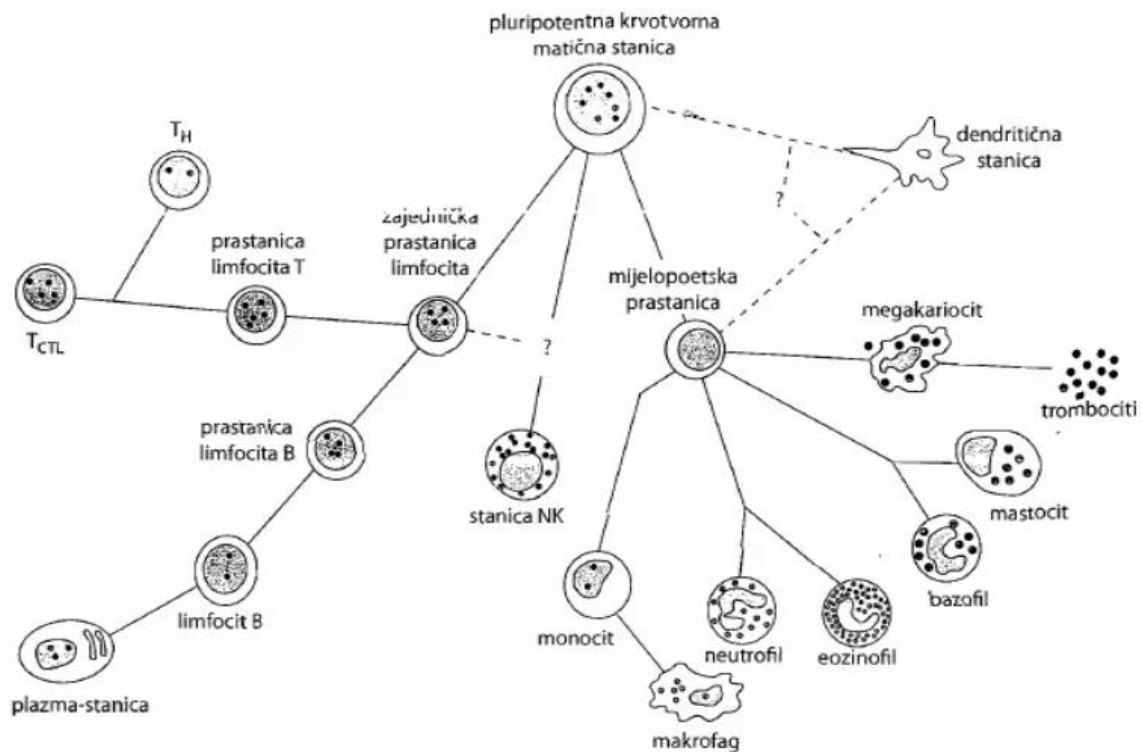 pluripotentna krvotvorna
matična stanica
T_H
dendritična
stanica
?
zajednička
prastanica
limfocita
prastanica
limfocita T
mijelopoetska
prastanica
megakariocit
T_CTL
?
trombociti
prastanica
limfocita B
stanica NK
mastocit
bazofil
limfocit B
monocit
neutrofil
eozinofil
plazma-stanica
makrofag